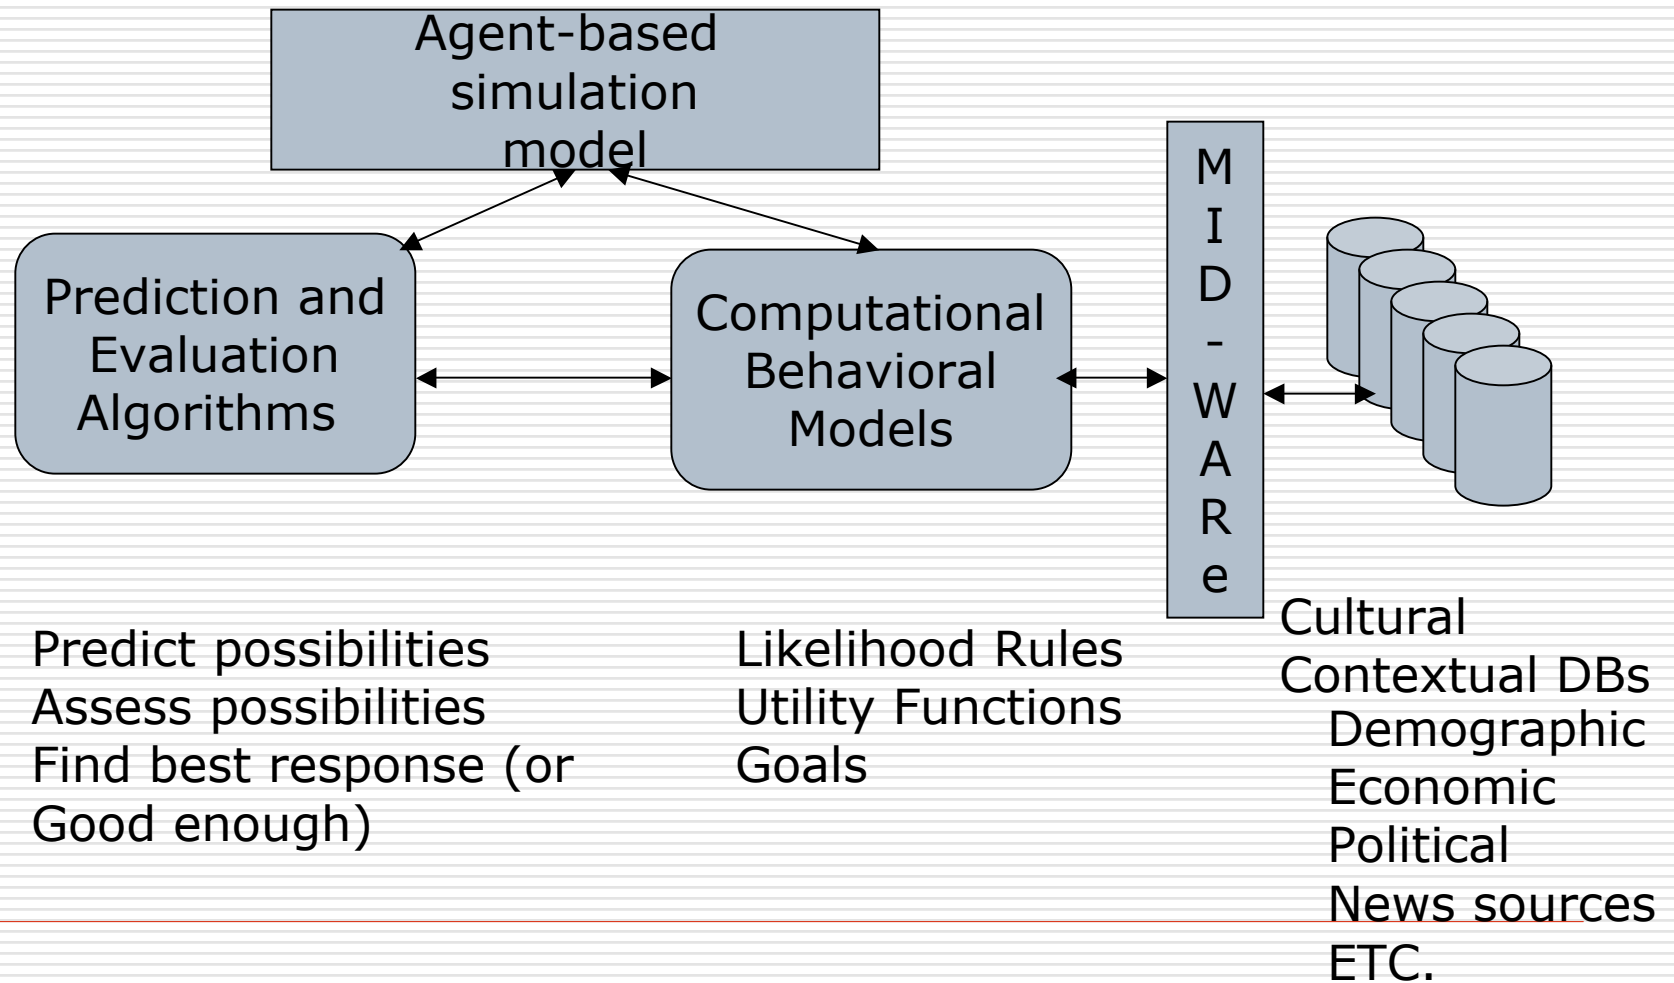 Agent-based
simulation
model
Prediction and
Evaluation
Algorithms
Computational
Behavioral
Models
M
I
D
-
W
A
R
e
Predict possibilities
Assess possibilities
Find best response (or
Good enough)
Likelihood Rules
Utility Functions
Goals
Cultural
Contextual DBs
Demographic
Economic
Political
News sources
ETC.